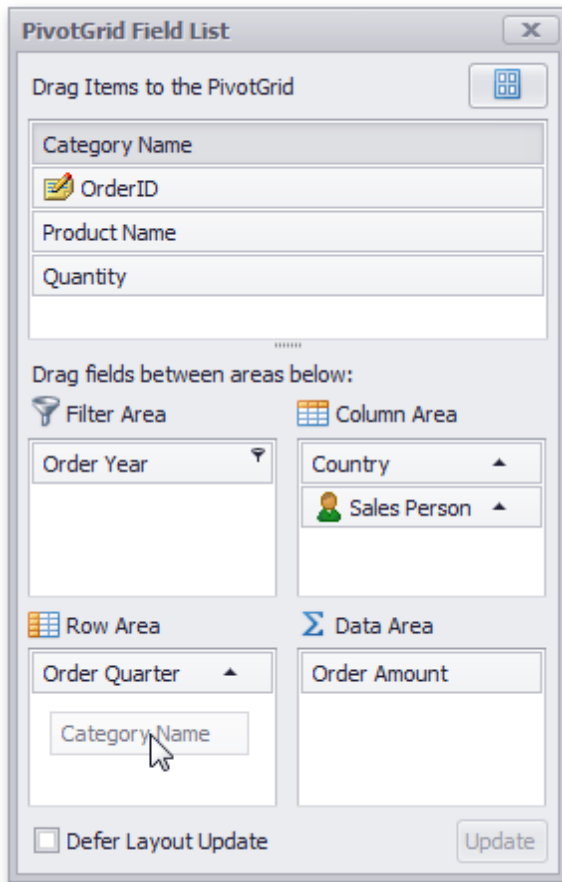 PivotGrid Field List
Drag Items to the PivotGrid
Category Name
OrderID
Product Name
Quantity
Drag fields between areas below:
Filter Area
Order Year
Column Area
Country
Sales Person
Row Area
Order Quarter
Category Name
Data Area
Order Amount
Defer Layout Update
Update